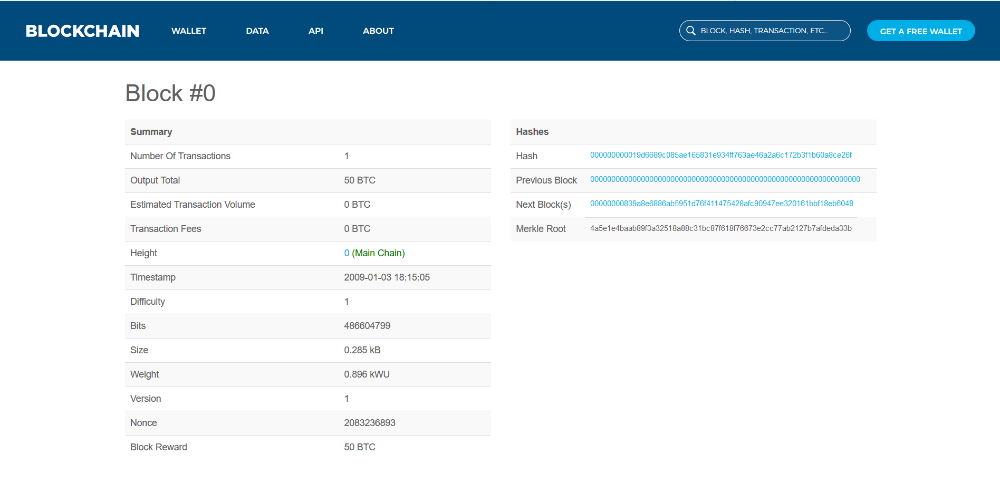 BLOCKCHAIN WALLET DATA API ABOUT BLOCK, HASH, TRANSACTION, ETC... GET A FREE WALLET
Block #0
Summary
Number Of Transactions 1
Output Total 50 BTC
Estimated Transaction Volume 0 BTC
Transaction Fees 0 BTC
Height 0 (Main Chain)
Timestamp 2009-01-03 18:15:05
Difficulty 1
Bits 486604799
Size 0.285 kB
Weight 0.896 kWU
Version 1
Nonce 2083236893
Block Reward 50 BTC
Hashes
Hash 000000000019d6689c085ae165831e934ff763ae46a2a6c172b3f1b60a8ce26f
Previous Block 0000000000000000000000000000000000000000000000000000000000000000
Next Block(s) 00000000839a8e6886ab5951d76f411475428afc90947ee320161bbf18eb6048
Merkle Root 4a5e1e4baab89f3a32518a88c31bc87f618f76673e2cc77ab2127b7afdeda33b